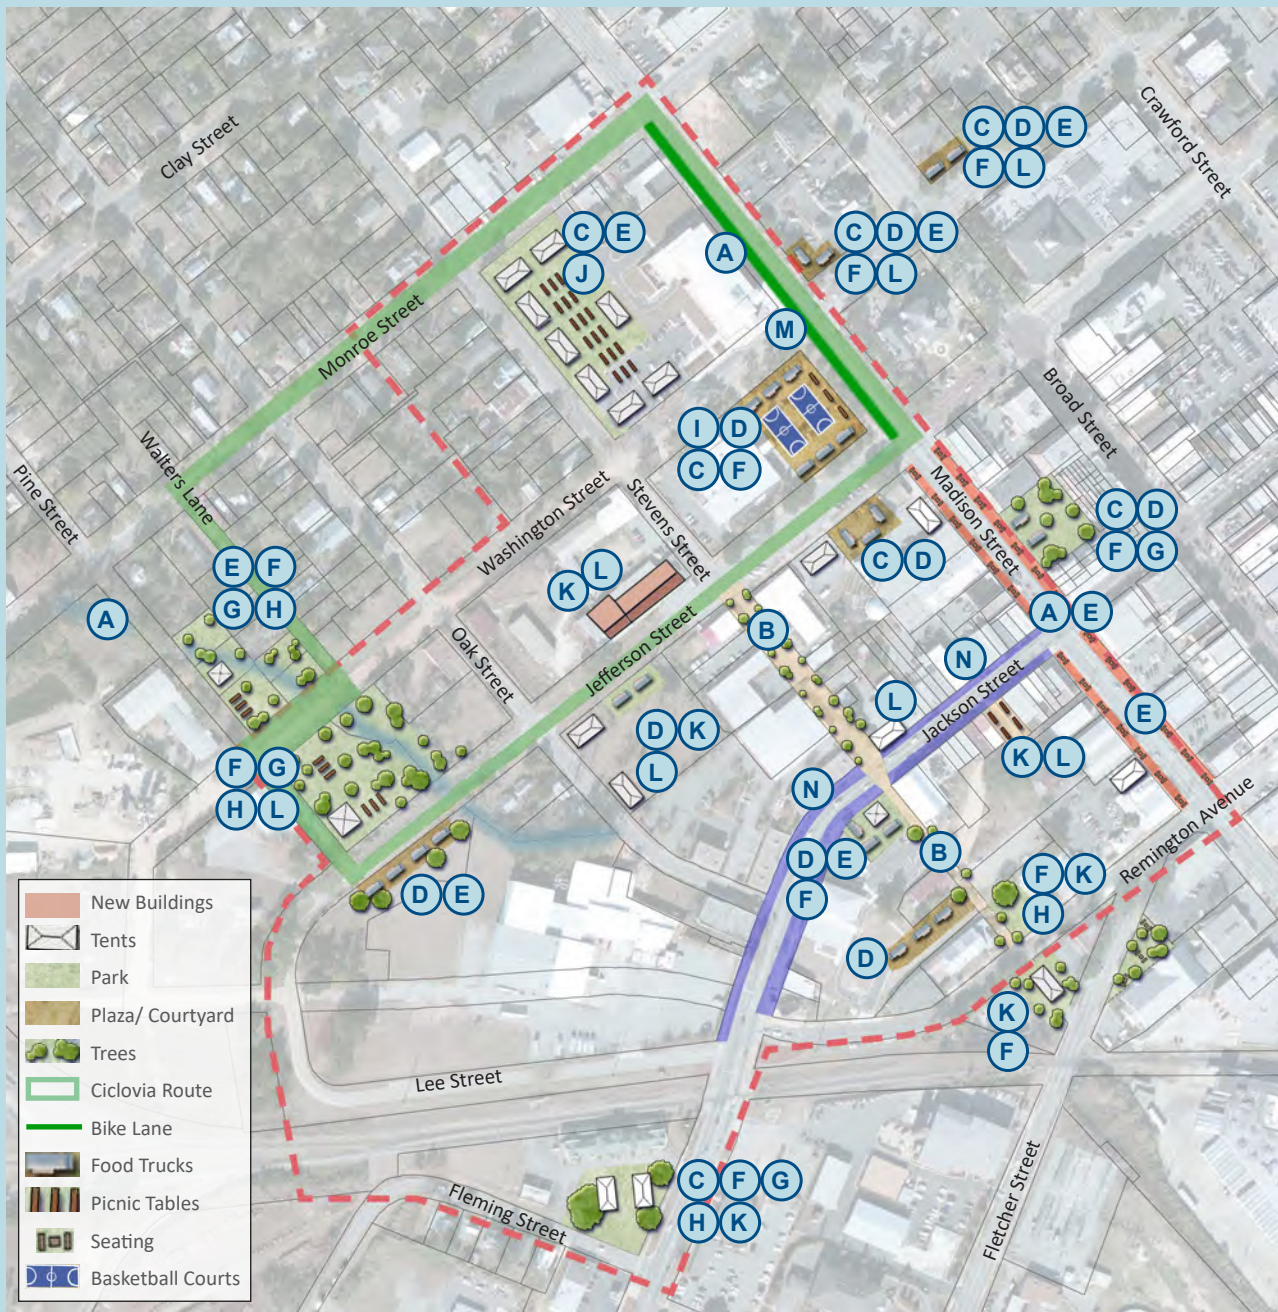 Clay Street
Crawford Street
C D E
F L
C E
J
A
C D E
F L
M
Monroe Street
Broad Street
Walters Lane
Pine Street
I D
C F
Washington Street
Stevens Street
Madison Street
C D
F G
C D
E F
G H
A
K L
Oak Street
Jefferson Street
B
A E
N
Jackson Street
L
E
D K
L
K L
F G
H L
N
Remington Avenue
D E
F
B
F K
H
D E
D
K
F
Lee Street
Fletcher Street
Fleming Street
C F G
H K
New Buildings
Tents
Park
Plaza/ Courtyard
Trees
Ciclovia Route
Bike Lane
Food Trucks
Picnic Tables
Seating
Basketball Courts